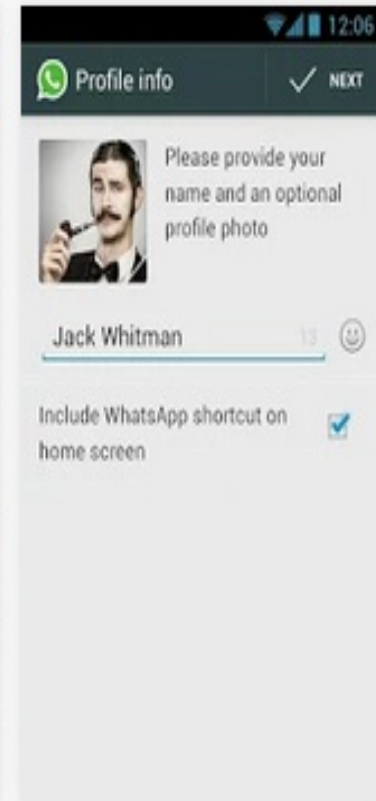 12:06
Profile info NEXT
Please provide your
name and an optional
profile photo
Jack Whitman 13
Include WhatsApp shortcut on
home screen